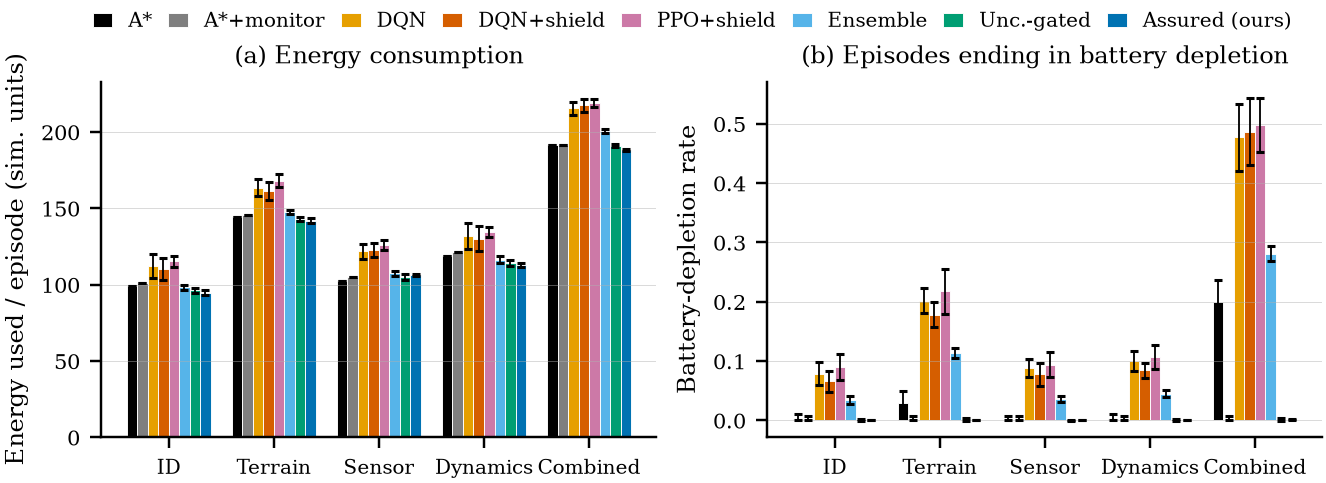 A* A*+monitor DQN DQN+shield PPO+shield Ensemble Unc.-gated Assured (ours)
(a) Energy consumption
Energy used / episode (sim. units)
200
150
100
50
0
ID Terrain Sensor Dynamics Combined
(b) Episodes ending in battery depletion
Battery-depletion rate
0.5
0.4
0.3
0.2
0.1
0.0
ID Terrain Sensor Dynamics Combined